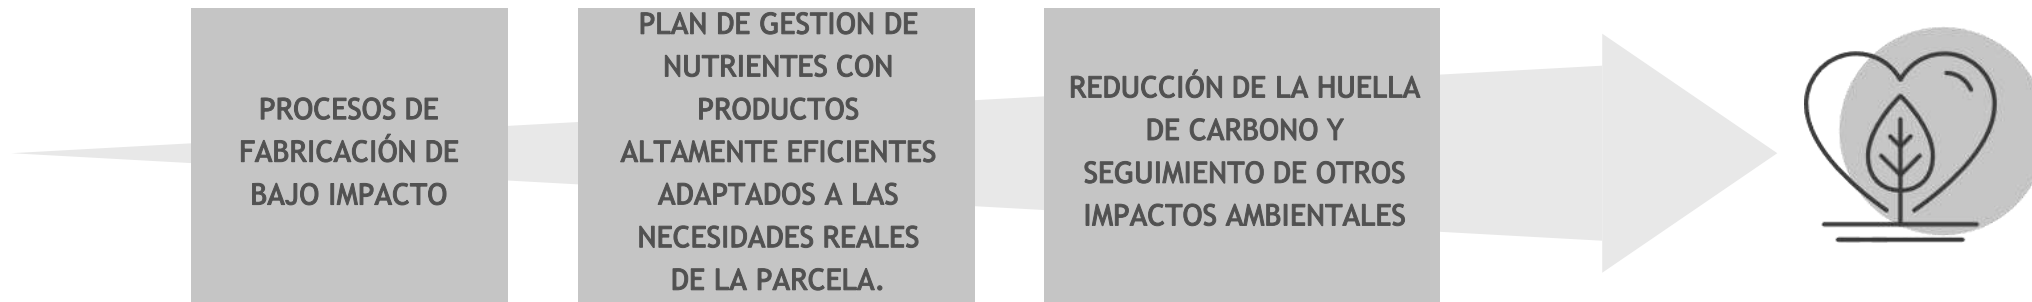 PROCESOS DE
FABRICACIÓN DE
BAJO IMPACTO
PLAN DE GESTION DE
NUTRIENTES CON
PRODUCTOS
ALTAMENTE EFICIENTES
ADAPTADOS A LAS
NECESIDADES REALES
DE LA PARCELA.
REDUCCIÓN DE LA HUELLA
DE CARBONO Y
SEGUIMIENTO DE OTROS
IMPACTOS AMBIENTALES